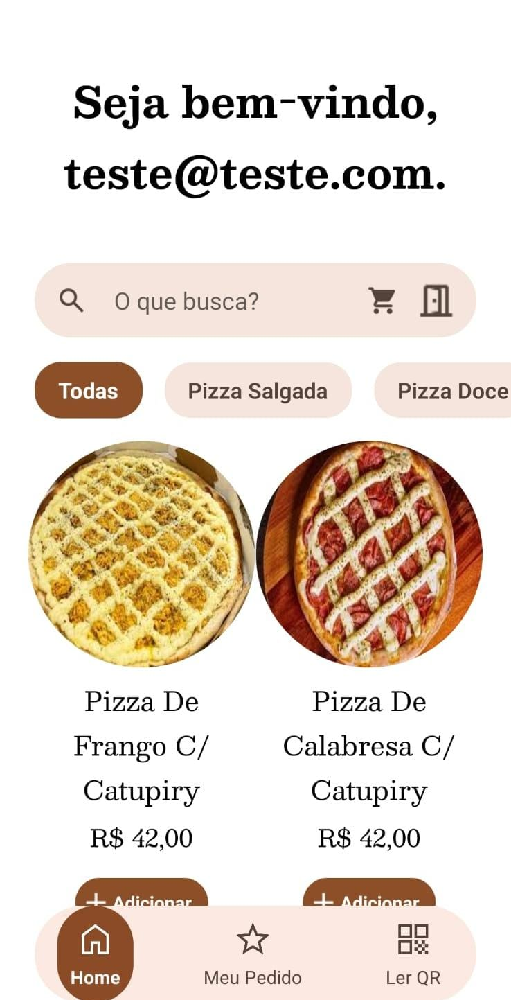 Seja bem-vindo,
teste@teste.com.
O que busca?
Todas Pizza Salgada Pizza Doce
Pizza De
Frango C/
Catupiry
R$ 42,00
+ Adicionar
Pizza De
Calabresa C/
Catupiry
R$ 42,00
+ Adicionar
Home Meu Pedido Ler QR